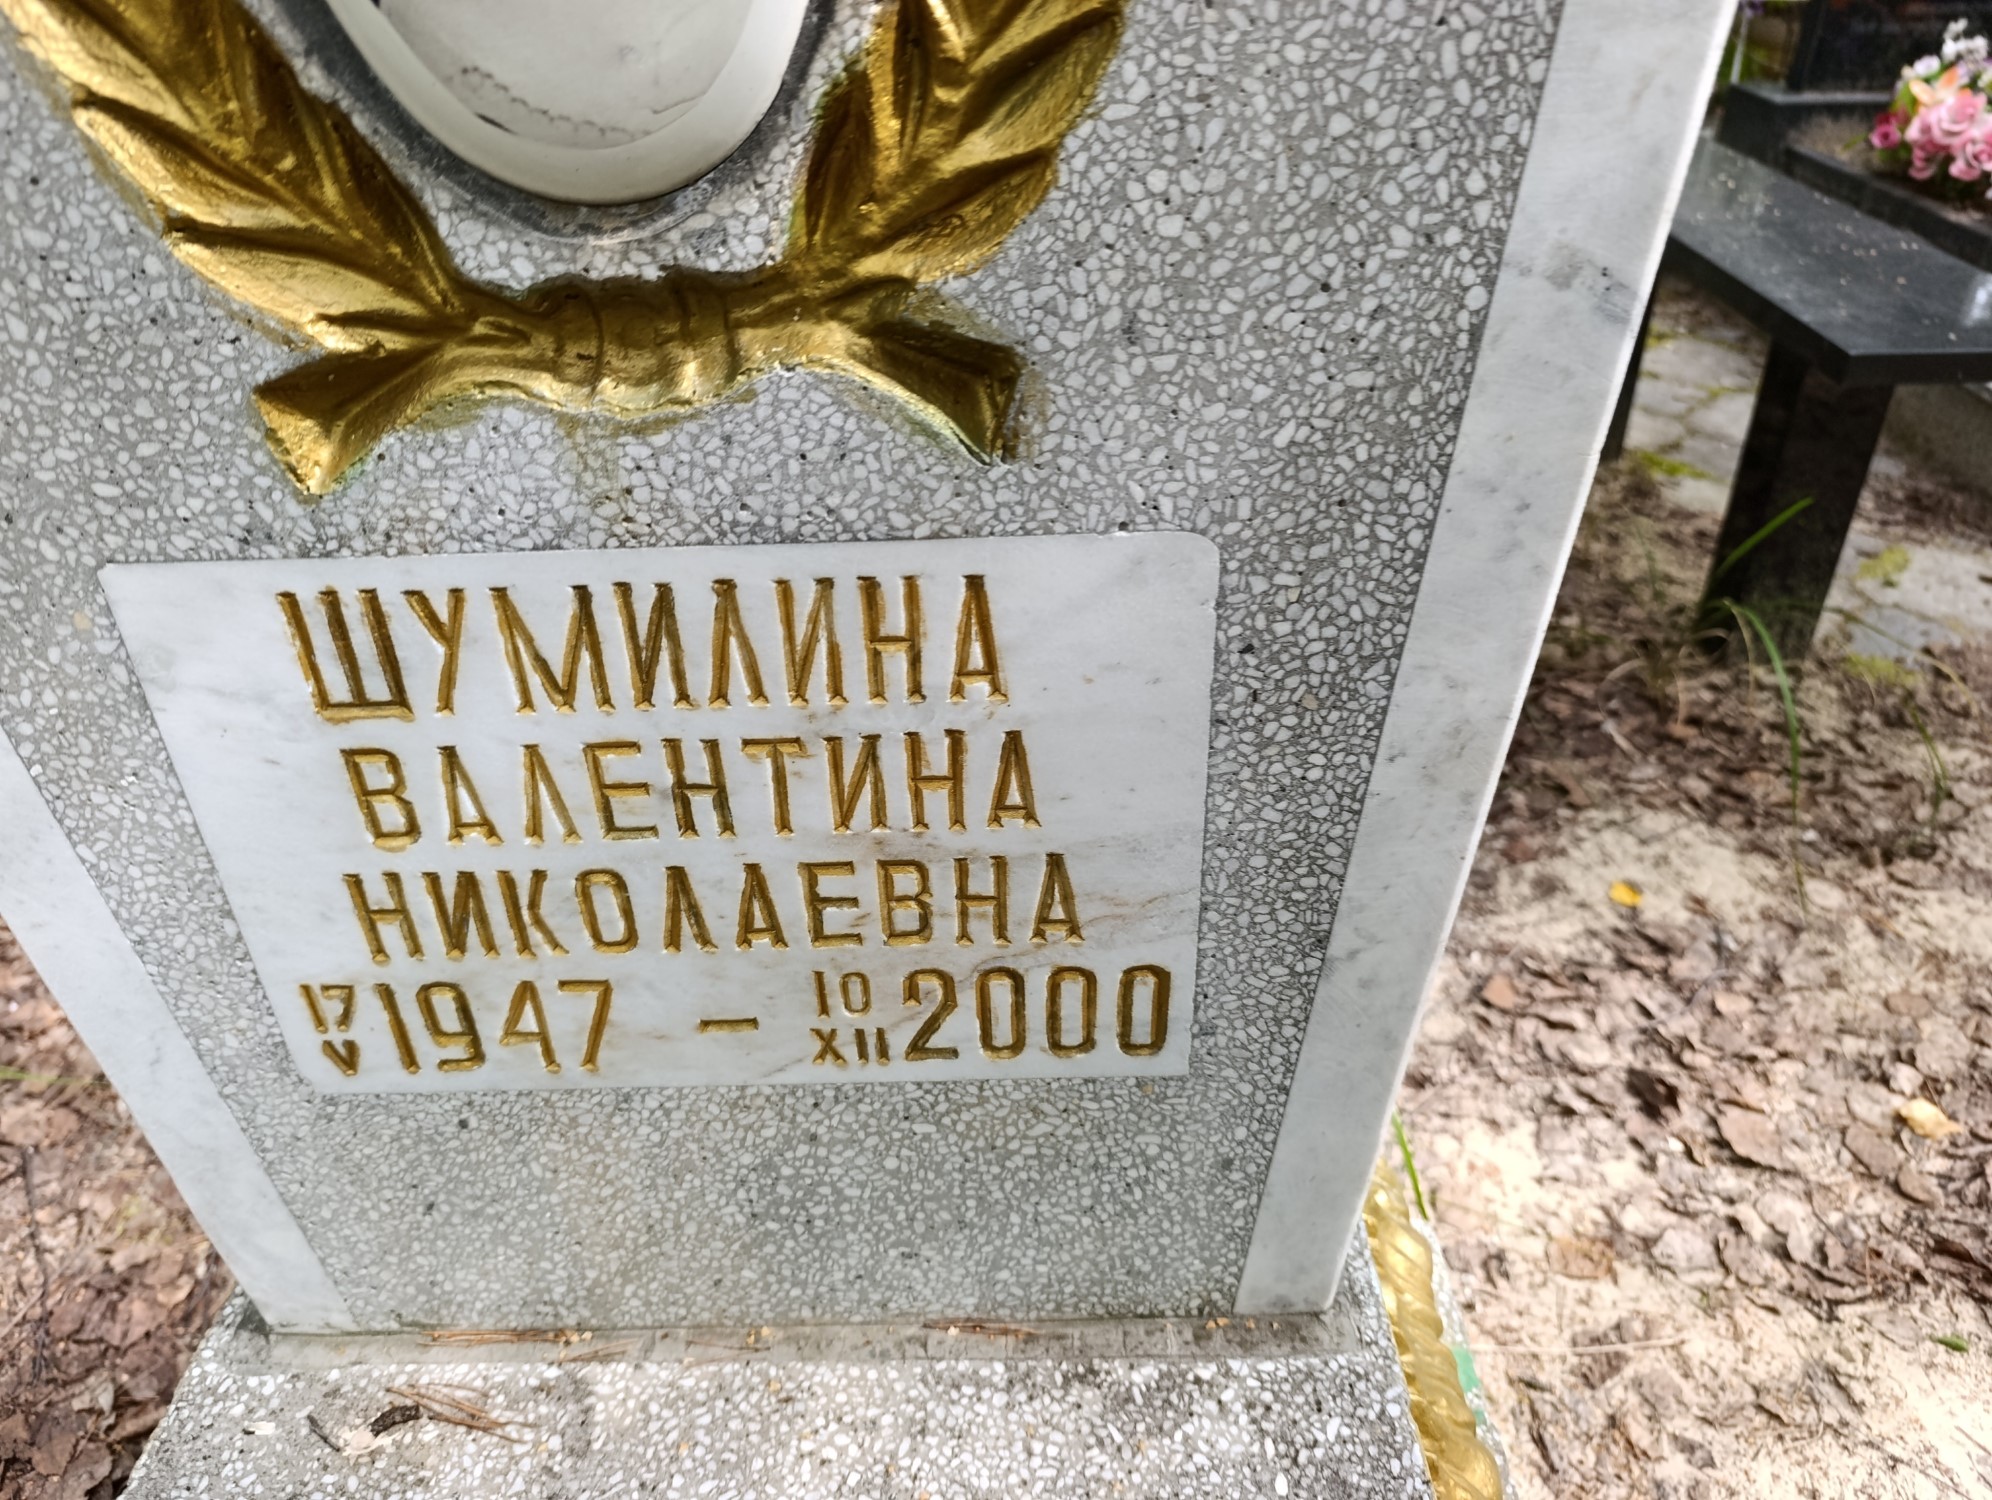 ШУМИЛИНА
ВАЛЕНТИНА
НИКОЛАЕВНА
17/V 1947 - 10/XII 2000